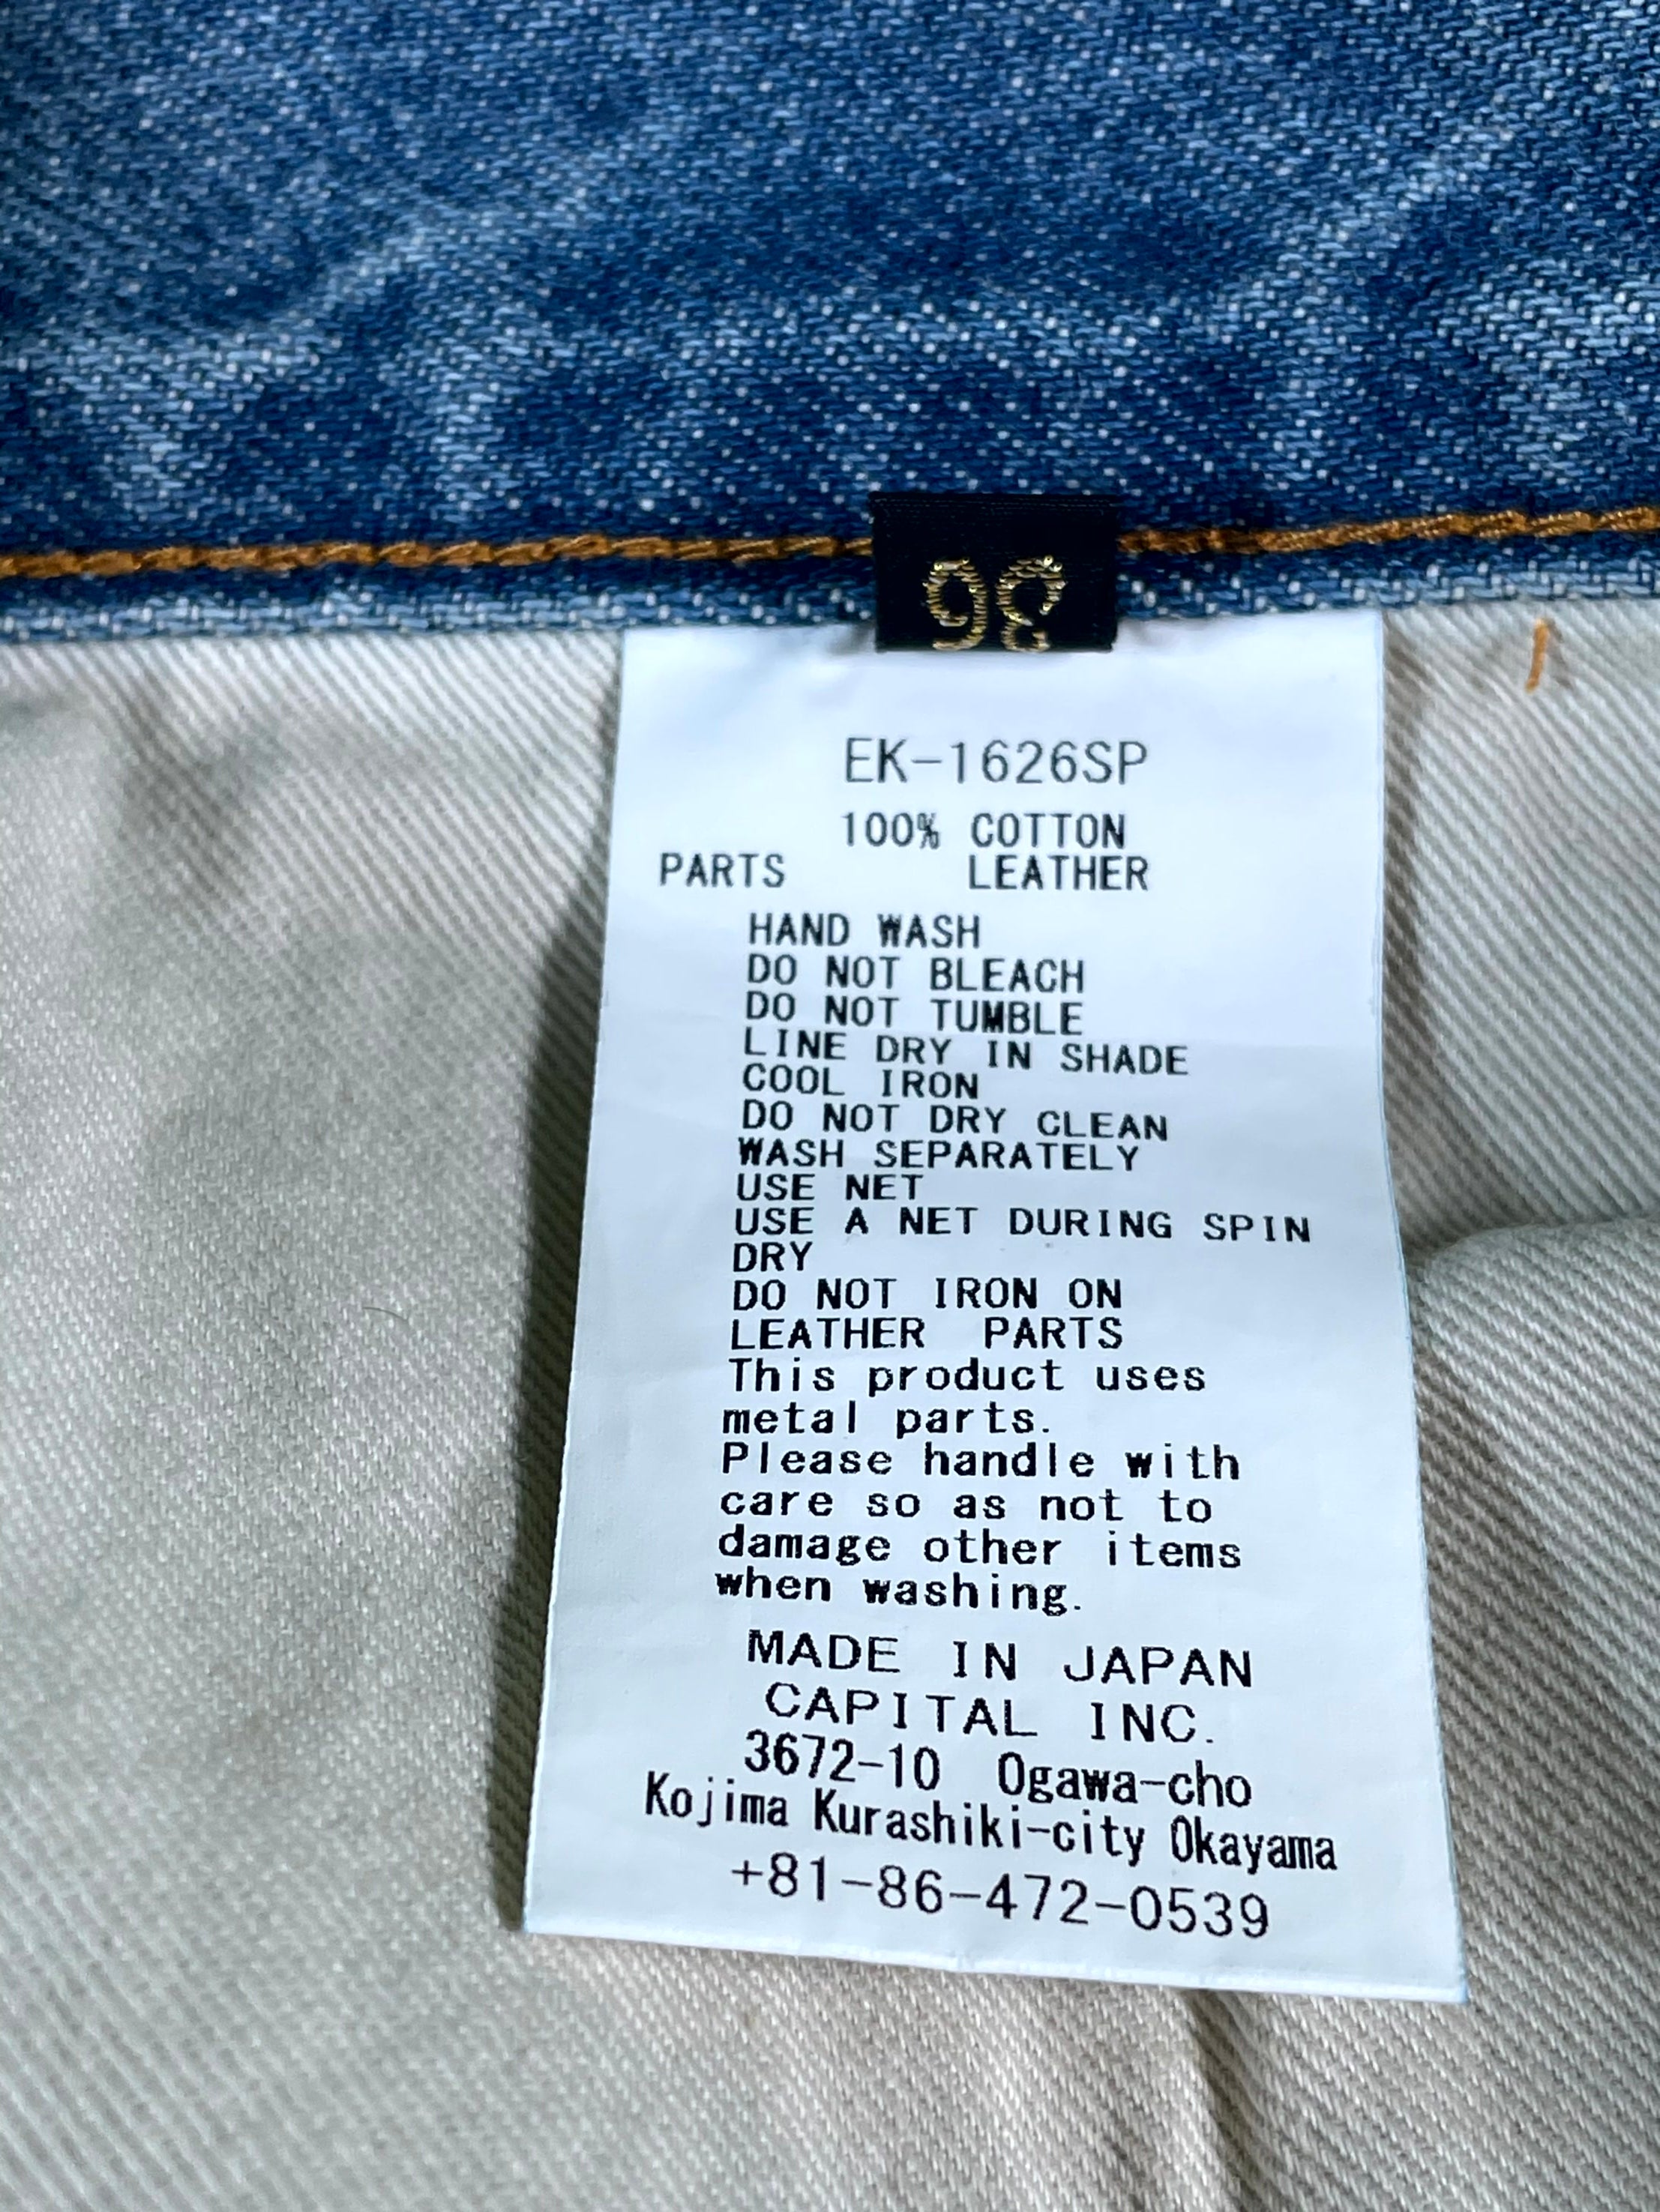 36
EK-1626SP
100% COTTON
PARTS LEATHER
HAND WASH
DO NOT BLEACH
DO NOT TUMBLE
LINE DRY IN SHADE
COOL IRON
DO NOT DRY CLEAN
WASH SEPARATELY
USE NET
USE A NET DURING SPIN
DRY
DO NOT IRON ON
LEATHER PARTS
This product uses
metal parts.
Please handle with
care so as not to
damage other items
when washing.
MADE IN JAPAN
CAPITAL INC.
3672-10 Ogawa-cho
Kojima Kurashiki-city Okayama
+81-86-472-0539